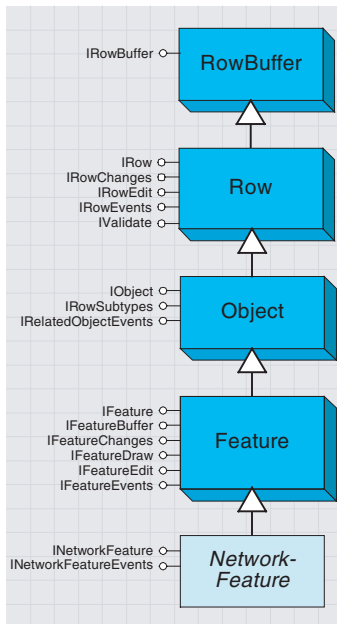 IRowBuffer
RowBuffer
IRow
IRowChanges
IRowEdit
IRowEvents
IValidate
Row
IObject
IRowSubtypes
IRelatedObjectEvents
Object
IFeature
IFeatureBuffer
IFeatureChanges
IFeatureDraw
IFeatureEdit
IFeatureEvents
Feature
INetworkFeature
INetworkFeatureEvents
Network-
Feature